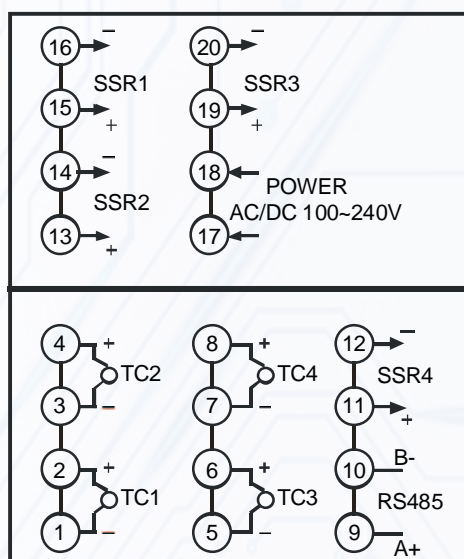 16 − 20 −
SSR1 SSR3
15 + 19 +
14 − 18
POWER
SSR2 AC/DC 100~240V
13 + 17
4 + 8 + 12 −
TC2 TC4 SSR4
3 − 7 − 11 +
2 + 6 + 10 B-
TC1 TC3 RS485
1 − 5 − 9 A+